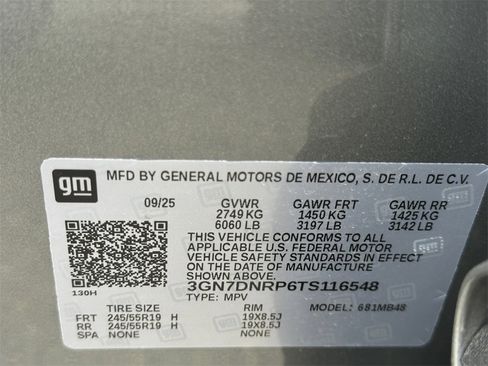 gm
MFD BY GENERAL MOTORS DE MEXICO, S. DE R.L. DE C.V.
09/25 GVWR GAWR FRT GAWR RR
2749 KG 1450 KG 1425 KG
6060 LB 3197 LB 3142 LB
THIS VEHICLE CONFORMS TO ALL
APPLICABLE U.S. FEDERAL MOTOR
VEHICLE SAFETY STANDARDS IN EFFECT
ON THE DATE OF MANUFACTURE
SHOWN ABOVE.
3GN7DNRP6TS116548
130H
TYPE: MPV
TIRE SIZE RIM MODEL: 681MB48
FRT 245/55R19 H 19X8.5J
RR 245/55R19 H 19X8.5J
SPA NONE NONE